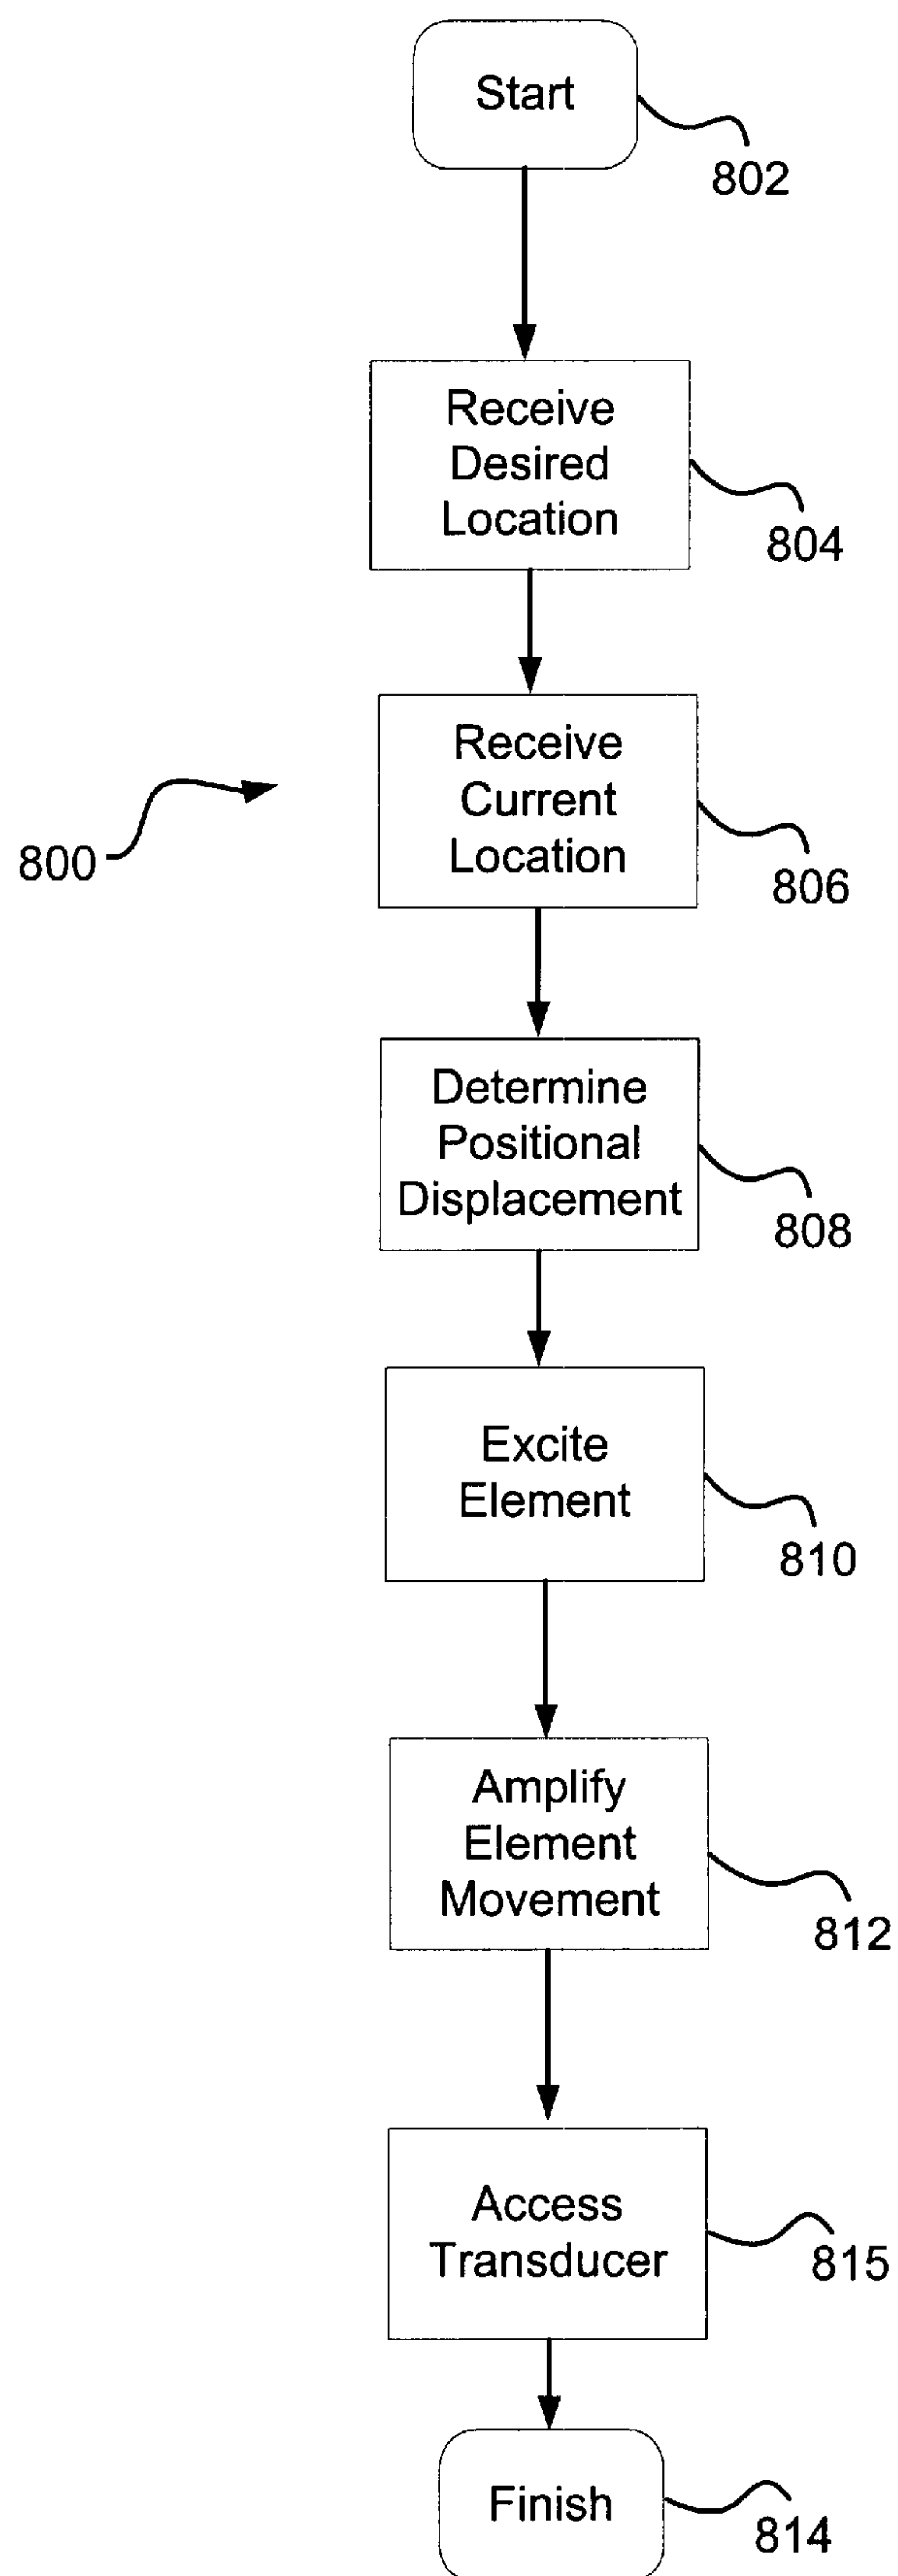 Start
802
Receive
Desired
Location
804
Receive
Current
Location
800
806
Determine
Positional
Displacement
808
Excite
Element
810
Amplify
Element
Movement
812
Access
Transducer
815
Finish
814